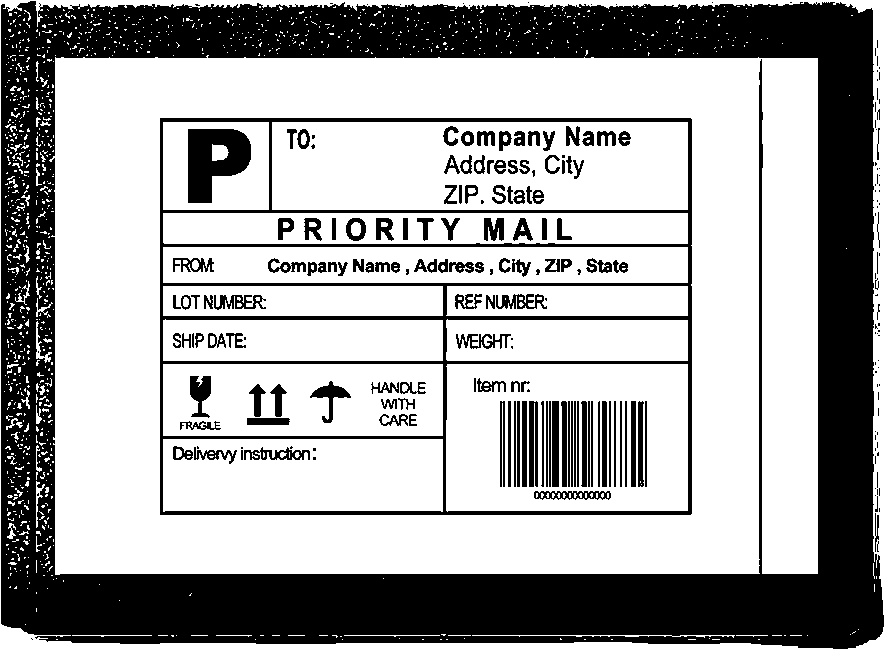 P
TO:
Company Name
Address, City
ZIP. State
PRIORITY MAIL
FROM:
Company Name , Address , City , ZIP , State
LOT NUMBER:
REF NUMBER:
SHIP DATE:
WEIGHT:
FRAGILE
HANDLE
WITH
CARE
Item nr:
00000000000000
Delivervy instruction: